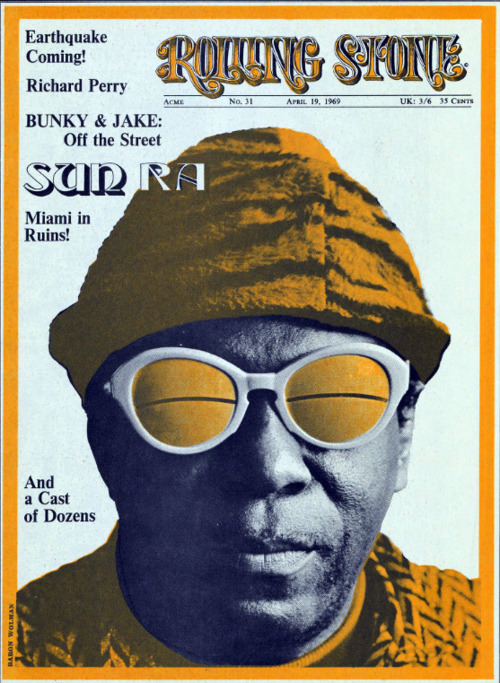 ROLLING STONE
ACME No. 31 APRIL 19, 1969 UK: 3/6 35 CENTS
Earthquake
Coming!
Richard Perry
BUNKY & JAKE:
Off the Street
SUN RA
Miami in
Ruins!
And
a Cast
of Dozens
BARON WOLMAN